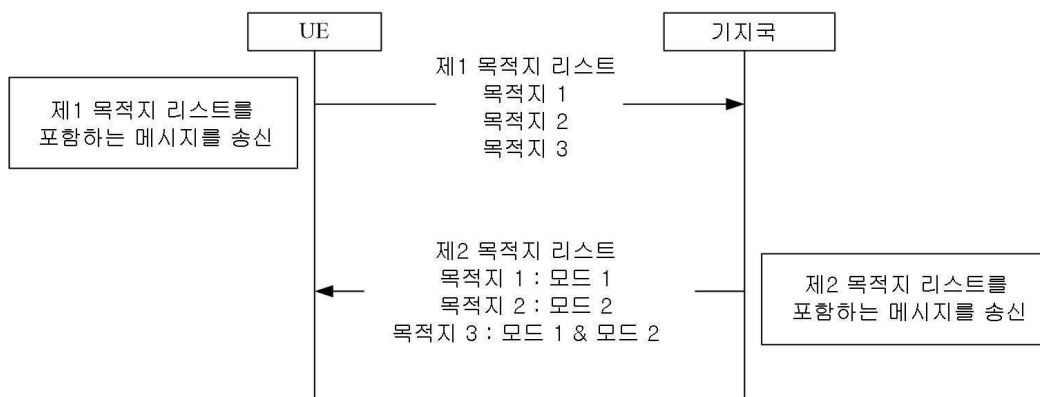 UE
기지국
제1 목적지 리스트를
포함하는 메시지를 송신
제1 목적지 리스트
목적지 1
목적지 2
목적지 3
제2 목적지 리스트
목적지 1 : 모드 1
목적지 2 : 모드 2
목적지 3 : 모드 1 & 모드 2
제2 목적지 리스트를
포함하는 메시지를 송신